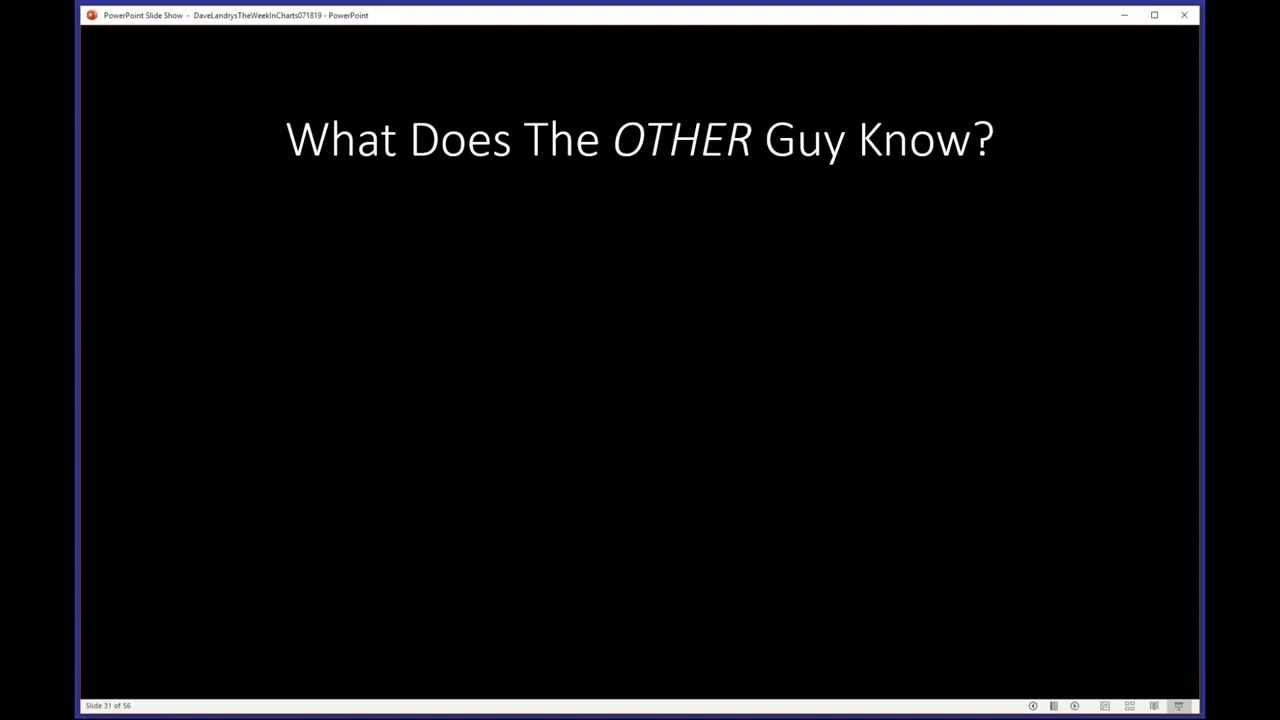 PowerPoint Slide Show - DaveLandrysTheWeekInCharts071819 - PowerPoint
What Does The OTHER Guy Know?
Slide 31 of 56